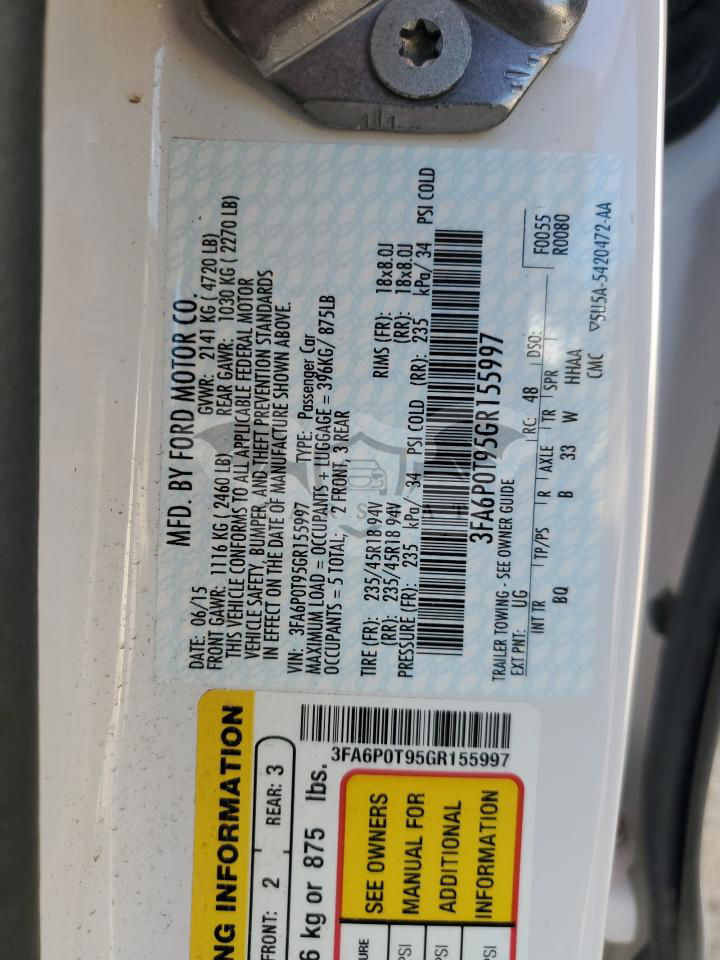 MFD. BY FORD MOTOR CO.
DATE: 06/15 GVWR: 2141 KG ( 4720 LB)
FRONT GAWR: 1116 KG ( 2460 LB) REAR GAWR: 1030 KG ( 2270 LB)
THIS VEHICLE CONFORMS TO ALL APPLICABLE FEDERAL MOTOR
VEHICLE SAFETY, BUMPER, AND THEFT PREVENTION STANDARDS
IN EFFECT ON THE DATE OF MANUFACTURE SHOWN ABOVE.
VIN: 3FA6P0T95GR155997 TYPE: Passenger Car
MAXIMUM LOAD = OCCUPANTS + LUGGAGE = 396KG/ 875LB
OCCUPANTS = 5 TOTAL; 2 FRONT, 3 REAR
TIRE (FR): 235/45R18 94V RIMS (FR): 18x8.0J
(RR): 235/45R18 94V (RR): 18x8.0J
PRESSURE (FR): 235 kPa/ 34 PSI COLD (RR): 235 kPa/ 34 PSI COLD
3FA6P0T95GR155997
TRAILER TOWING - SEE OWNER GUIDE F0055
EXT PNT: UG RC: 48 DSO: R0080
INT TR TP/PS R AXLE TR SPR
BQ B 33 W HHAA
CMC ▽5U5A-5420472-AA
NG INFORMATION
FRONT: 2 REAR: 3
6 kg or 875 lbs.
3FA6P0T95GR155997
SEE OWNERS
MANUAL FOR
ADDITIONAL
INFORMATION
URE
PSI
PSI
PSI